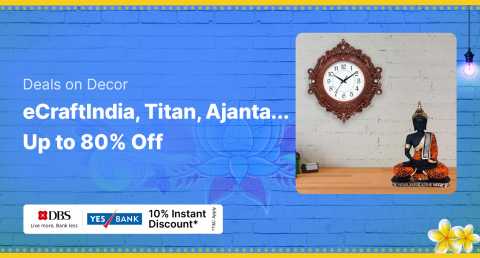 Deals on Decor
eCraftIndia, Titan, Ajanta...
Up to 80% Off
DBS
Live more, Bank less
YES BANK
10% Instant
Discount*
*T&C Apply